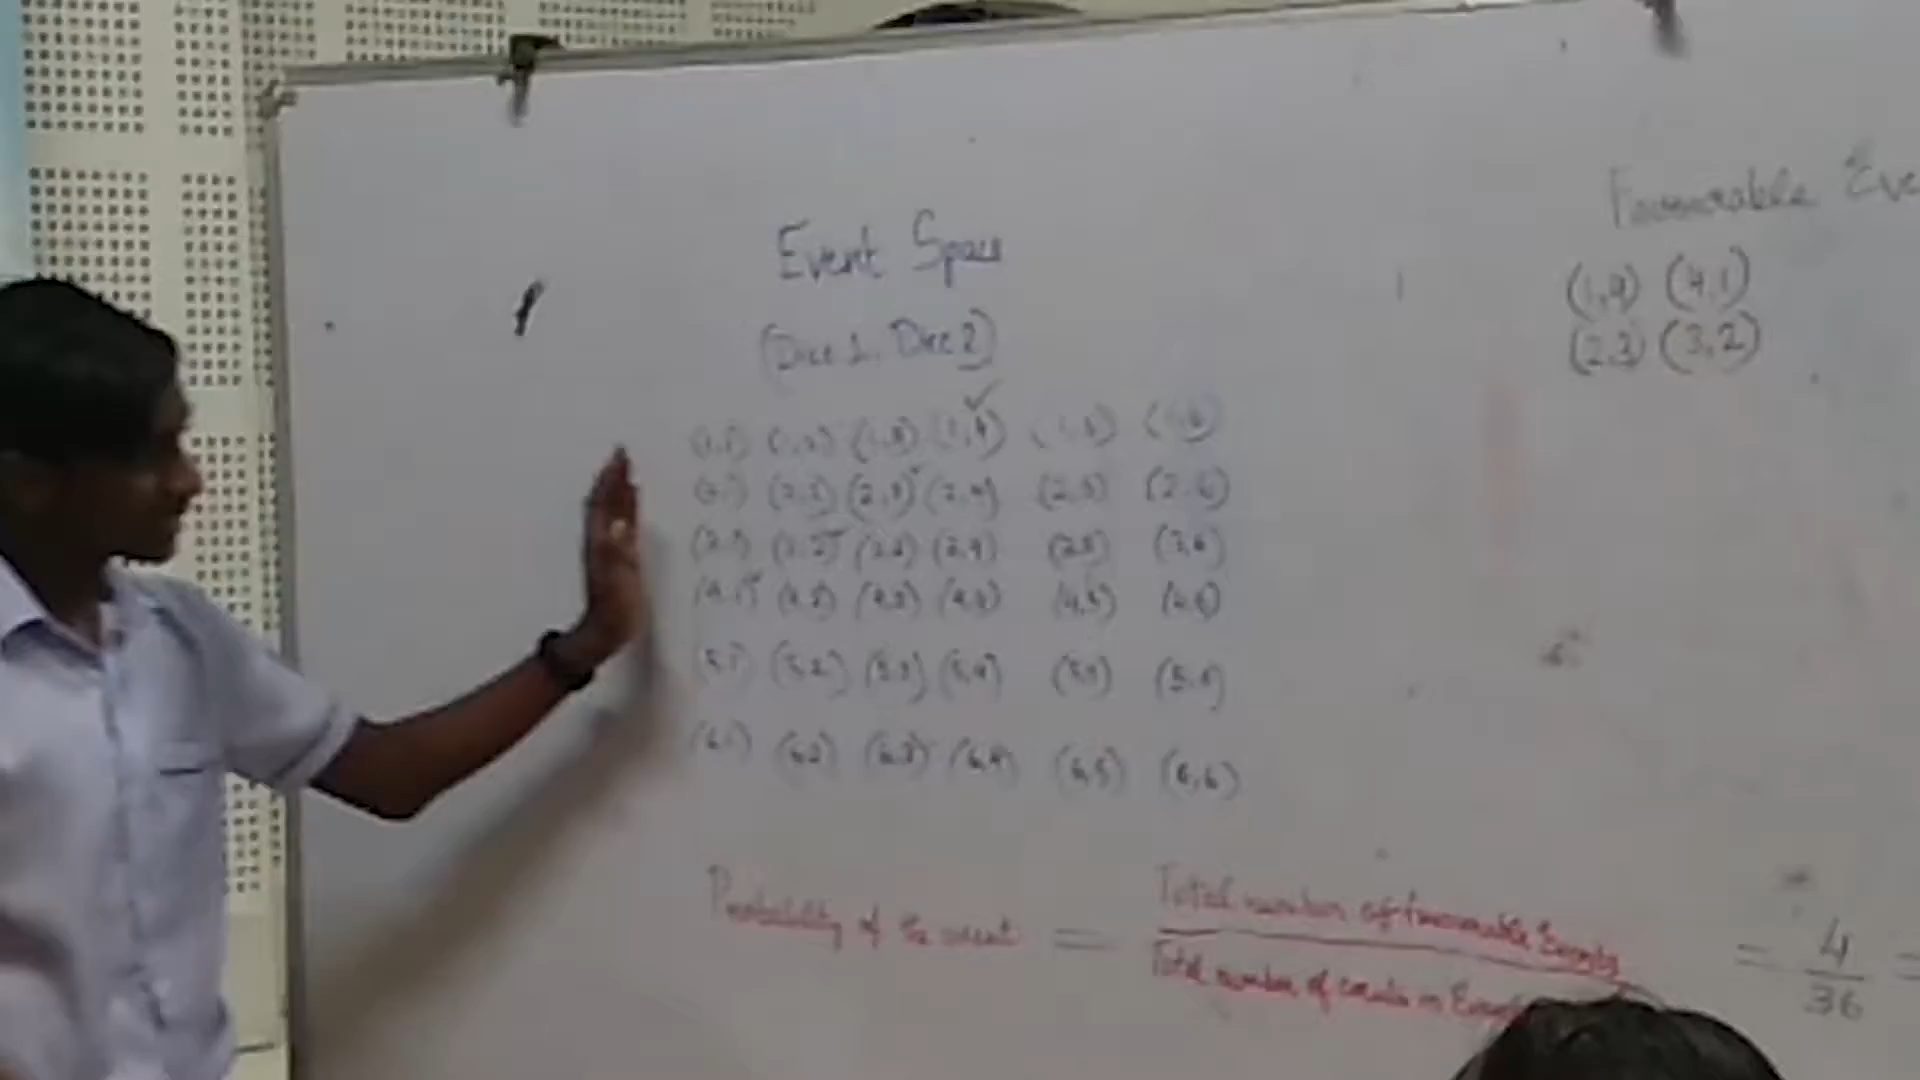 Event Space
(Dice 1, Dice 2)
(1,1) (1,2) (1,3) (1,4) ✓ (1,5) (1,6)
(2,1) (2,2) (2,3) ✓ (2,4) (2,5) (2,6)
(3,1) (3,2) ✓ (3,3) (3,4) (3,5) (3,6)
(4,1) ✓ (4,2) (4,3) (4,4) (4,5) (4,6)
(5,1) (5,2) (5,3) (5,4) (5,5) (5,6)
(6,1) (6,2) (6,3) (6,4) (6,5) (6,6)
Favourable Eve
(1,4) (4,1)
(2,3) (3,2)
Probability of the event = Total number of favourable Events
Total number of events in Event
= 4/36 =